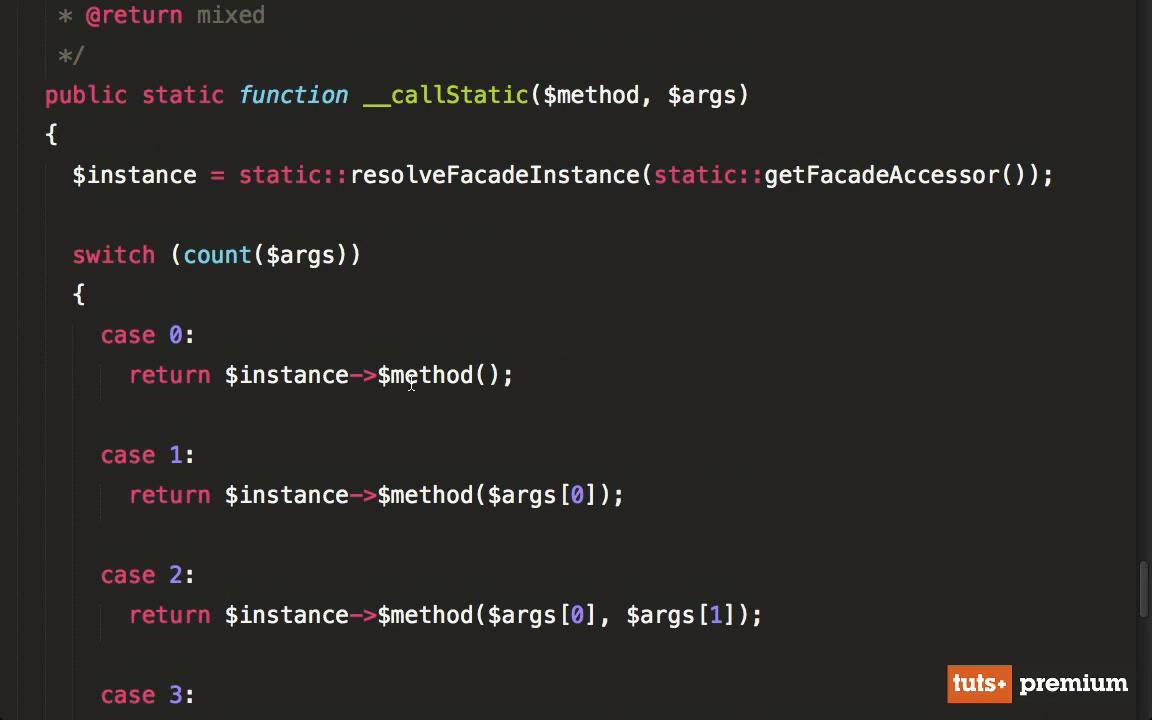 * @return mixed
*/
public static function __callStatic($method, $args)
{
$instance = static::resolveFacadeInstance(static::getFacadeAccessor());
switch (count($args))
{
case 0:
return $instance->$method();
case 1:
return $instance->$method($args[0]);
case 2:
return $instance->$method($args[0], $args[1]);
case 3:
tuts+ premium